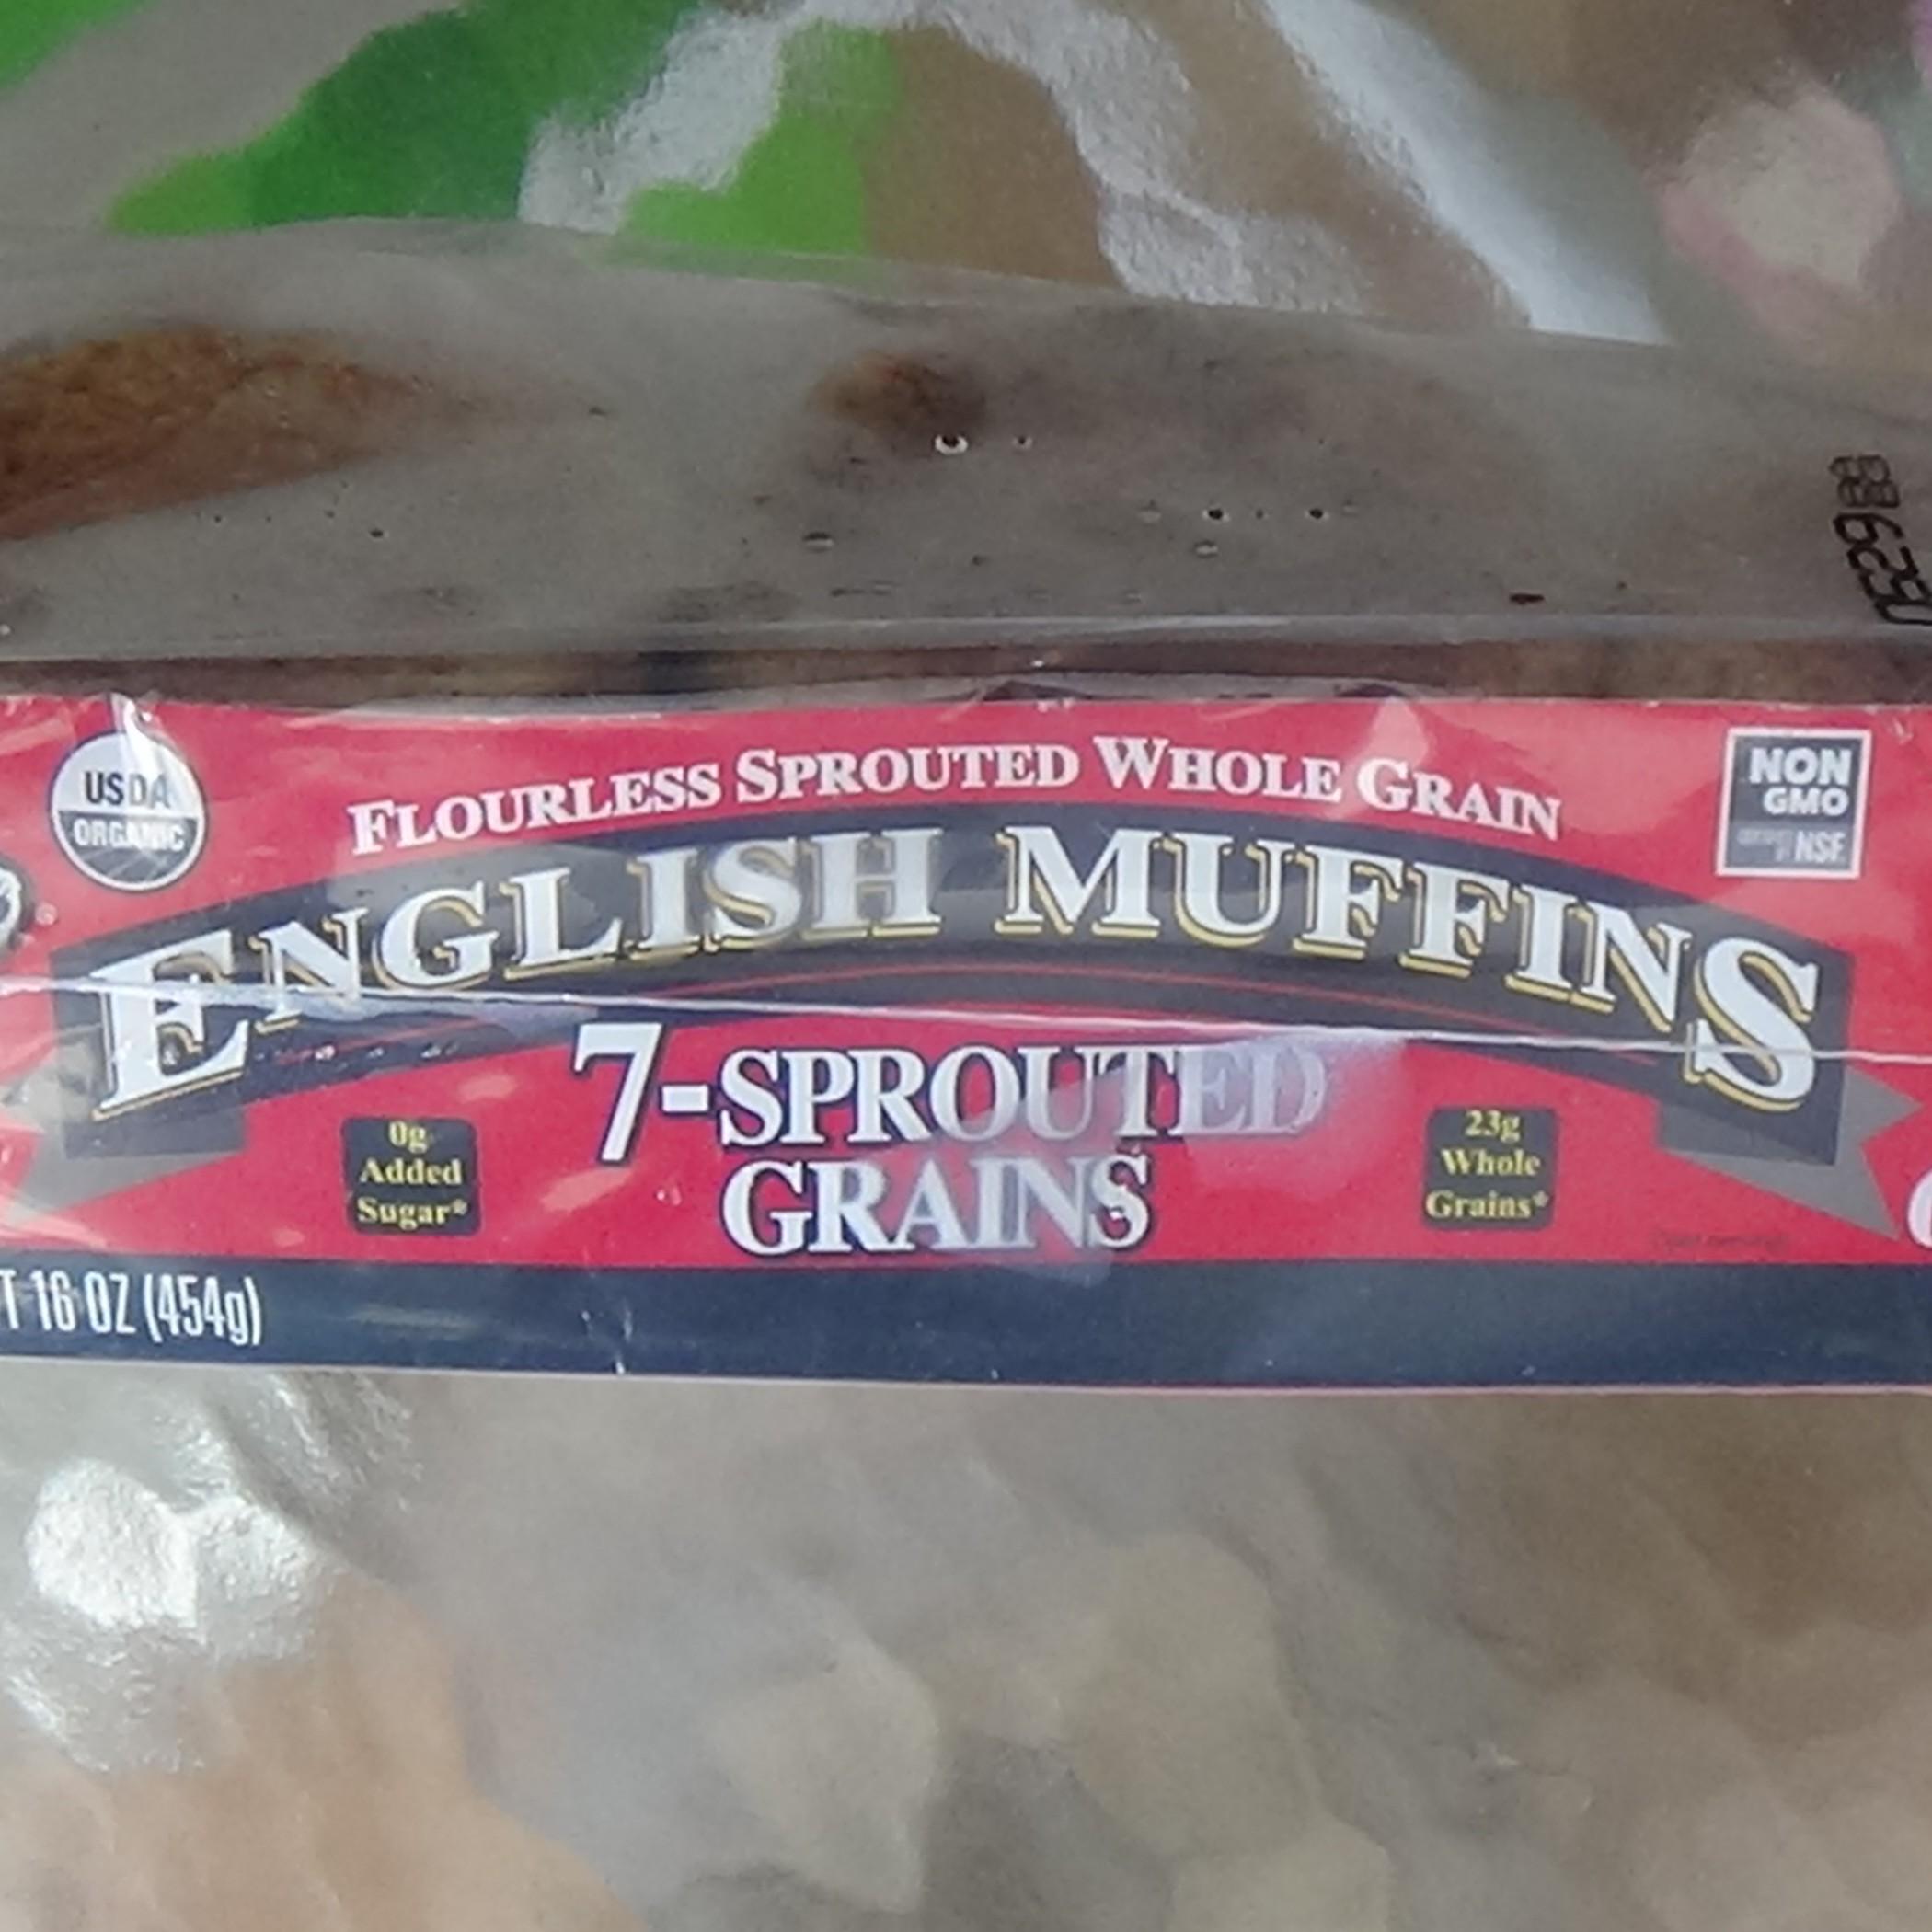 USDA
ORGANIC
FLOURLESS SPROUTED WHOLE GRAIN
NON
GMO
NSF
ENGLISH MUFFINS
7-SPROUTED
GRAINS
0g
Added
Sugar*
23g
Whole
Grains*
T 16 OZ (454g)